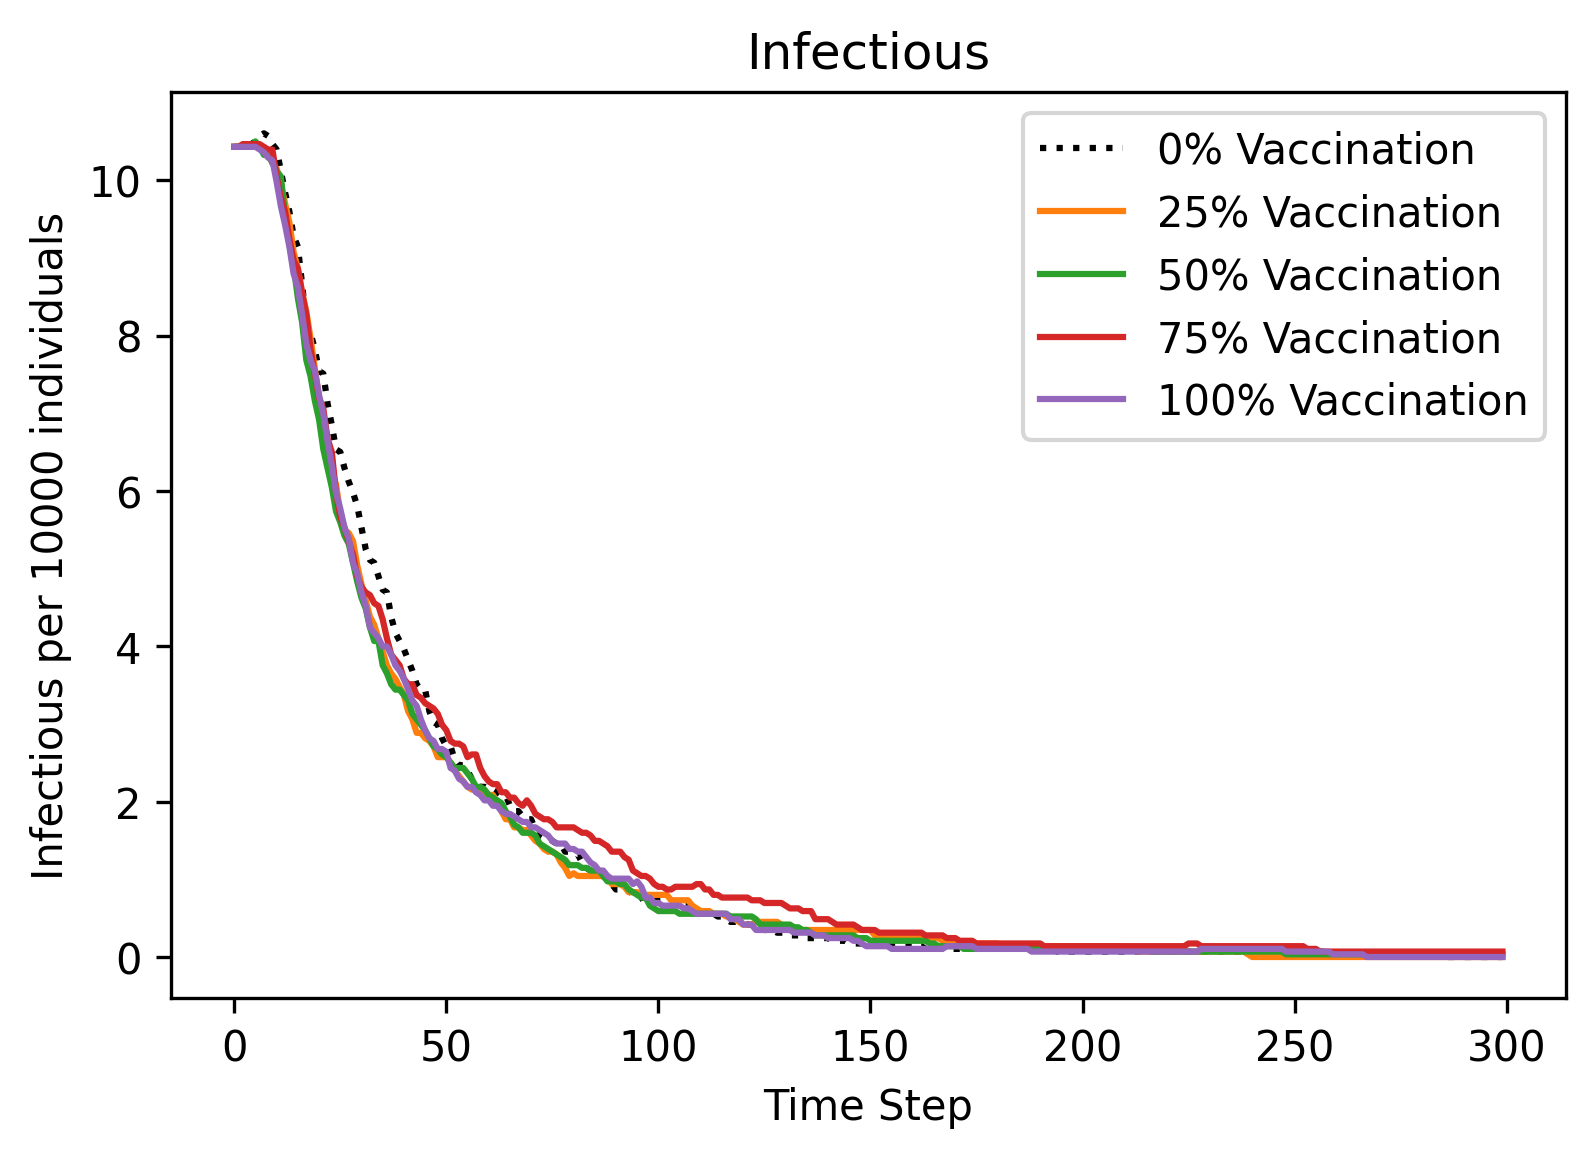 Infectious
Infectious per 10000 individuals
10
8
6
4
2
0
0% Vaccination
25% Vaccination
50% Vaccination
75% Vaccination
100% Vaccination
0 50 100 150 200 250 300
Time Step